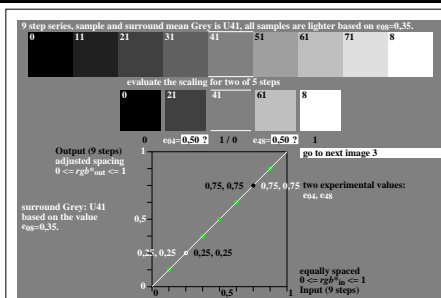 9 step series, sample and surround mean Grey is U41, all samples are lighter based on e08=0,35.
0 11 21 31 41 51 61 71 8
evaluate the scaling for two of 5 steps
0 21 41 61 8
0 e04=0,50 ? 1 / 0 e48=0,50 ? 1
Output (9 steps)
adjusted spacing
0 <= rgb*out <= 1
1
go to next image 3
0,75, 0,75 0,75, 0,75
two experimental values:
e04, e48
surround Grey: U41
based on the value
e08=0,35.
0,5
0,25, 0,25 0,25, 0,25
equally spaced
0 <= rgb*in <= 1
Input (9 steps)
0
0 0,5 1